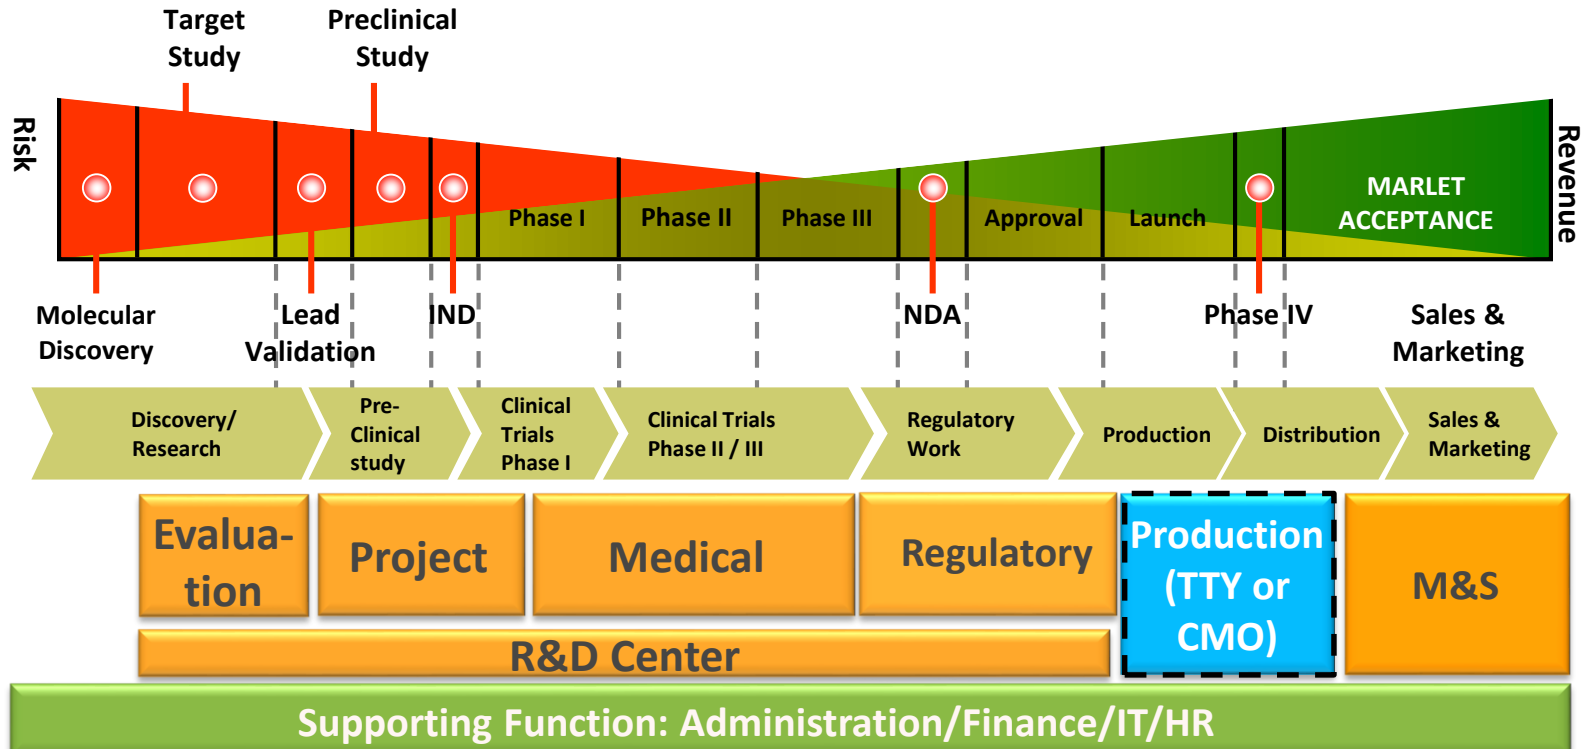 Target
Study
Preclinical
Study
Risk
Revenue
Phase I
Phase II
Phase III
Approval
Launch
MARLET
ACCEPTANCE
Molecular
Discovery
Lead
Validation
IND
NDA
Phase IV
Sales &
Marketing
Discovery/
Research
Pre-
Clinical
study
Clinical
Trials
Phase I
Clinical Trials
Phase II / III
Regulatory
Work
Production
Distribution
Sales &
Marketing
Evalua-
tion
Project
Medical
Regulatory
Production
(TTY or
CMO)
M&S
R&D Center
Supporting Function: Administration/Finance/IT/HR